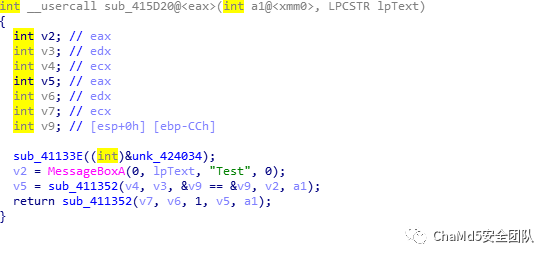 int __usercall sub_415D20@<eax>(int a1@<xmm0>, LPCSTR lpText)
{
int v2; // eax
int v3; // edx
int v4; // ecx
int v5; // eax
int v6; // edx
int v7; // ecx
int v9; // [esp+0h] [ebp-CCh]
sub_41133E((int)&unk_424034);
v2 = MessageBoxA(0, lpText, "Test", 0);
v5 = sub_411352(v4, v3, &v9 == &v9, v2, a1);
return sub_411352(v7, v6, 1, v5, a1);
}
ChaMd5安全团队